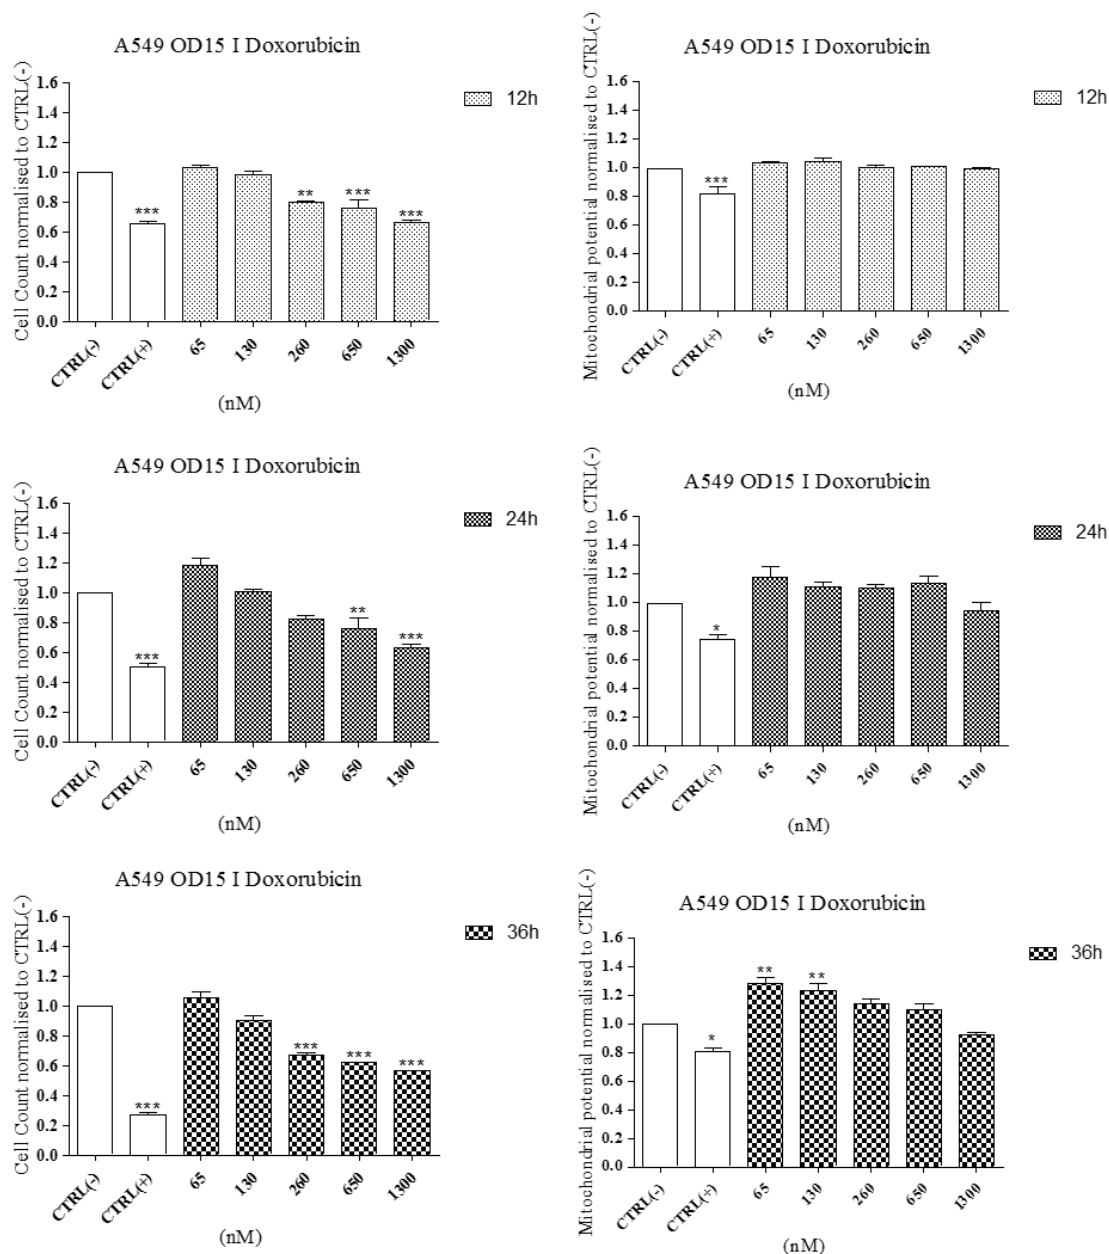 A549 OD15 I Doxorubicin
Cell Count normalised to CTRL(-)
1.6
1.4
1.2
1.0
0.8
0.6
0.4
0.2
0.0
***
**
***
***
12h
CTRL(-) CTRL(+) 65 130 260 650 1300
(nM)
A549 OD15 I Doxorubicin
Mitochondrial potential normalised to CTRL(-)
1.6
1.4
1.2
1.0
0.8
0.6
0.4
0.2
0.0
***
12h
CTRL(-) CTRL(+) 65 130 260 650 1300
(nM)
A549 OD15 I Doxorubicin
Cell Count normalised to CTRL(-)
1.6
1.4
1.2
1.0
0.8
0.6
0.4
0.2
0.0
***
**
***
24h
CTRL(-) CTRL(+) 65 130 260 650 1300
(nM)
A549 OD15 I Doxorubicin
Mitochondrial potential normalised to CTRL(-)
1.6
1.4
1.2
1.0
0.8
0.6
0.4
0.2
0.0
*
24h
CTRL(-) CTRL(+) 65 130 260 650 1300
(nM)
A549 OD15 I Doxorubicin
Cell Count normalised to CTRL(-)
1.6
1.4
1.2
1.0
0.8
0.6
0.4
0.2
0.0
***
***
***
***
36h
CTRL(-) CTRL(+) 65 130 260 650 1300
(nM)
A549 OD15 I Doxorubicin
Mitochondrial potential normalised to CTRL(-)
1.6
1.4
1.2
1.0
0.8
0.6
0.4
0.2
0.0
*
**
**
36h
CTRL(-) CTRL(+) 65 130 260 650 1300
(nM)